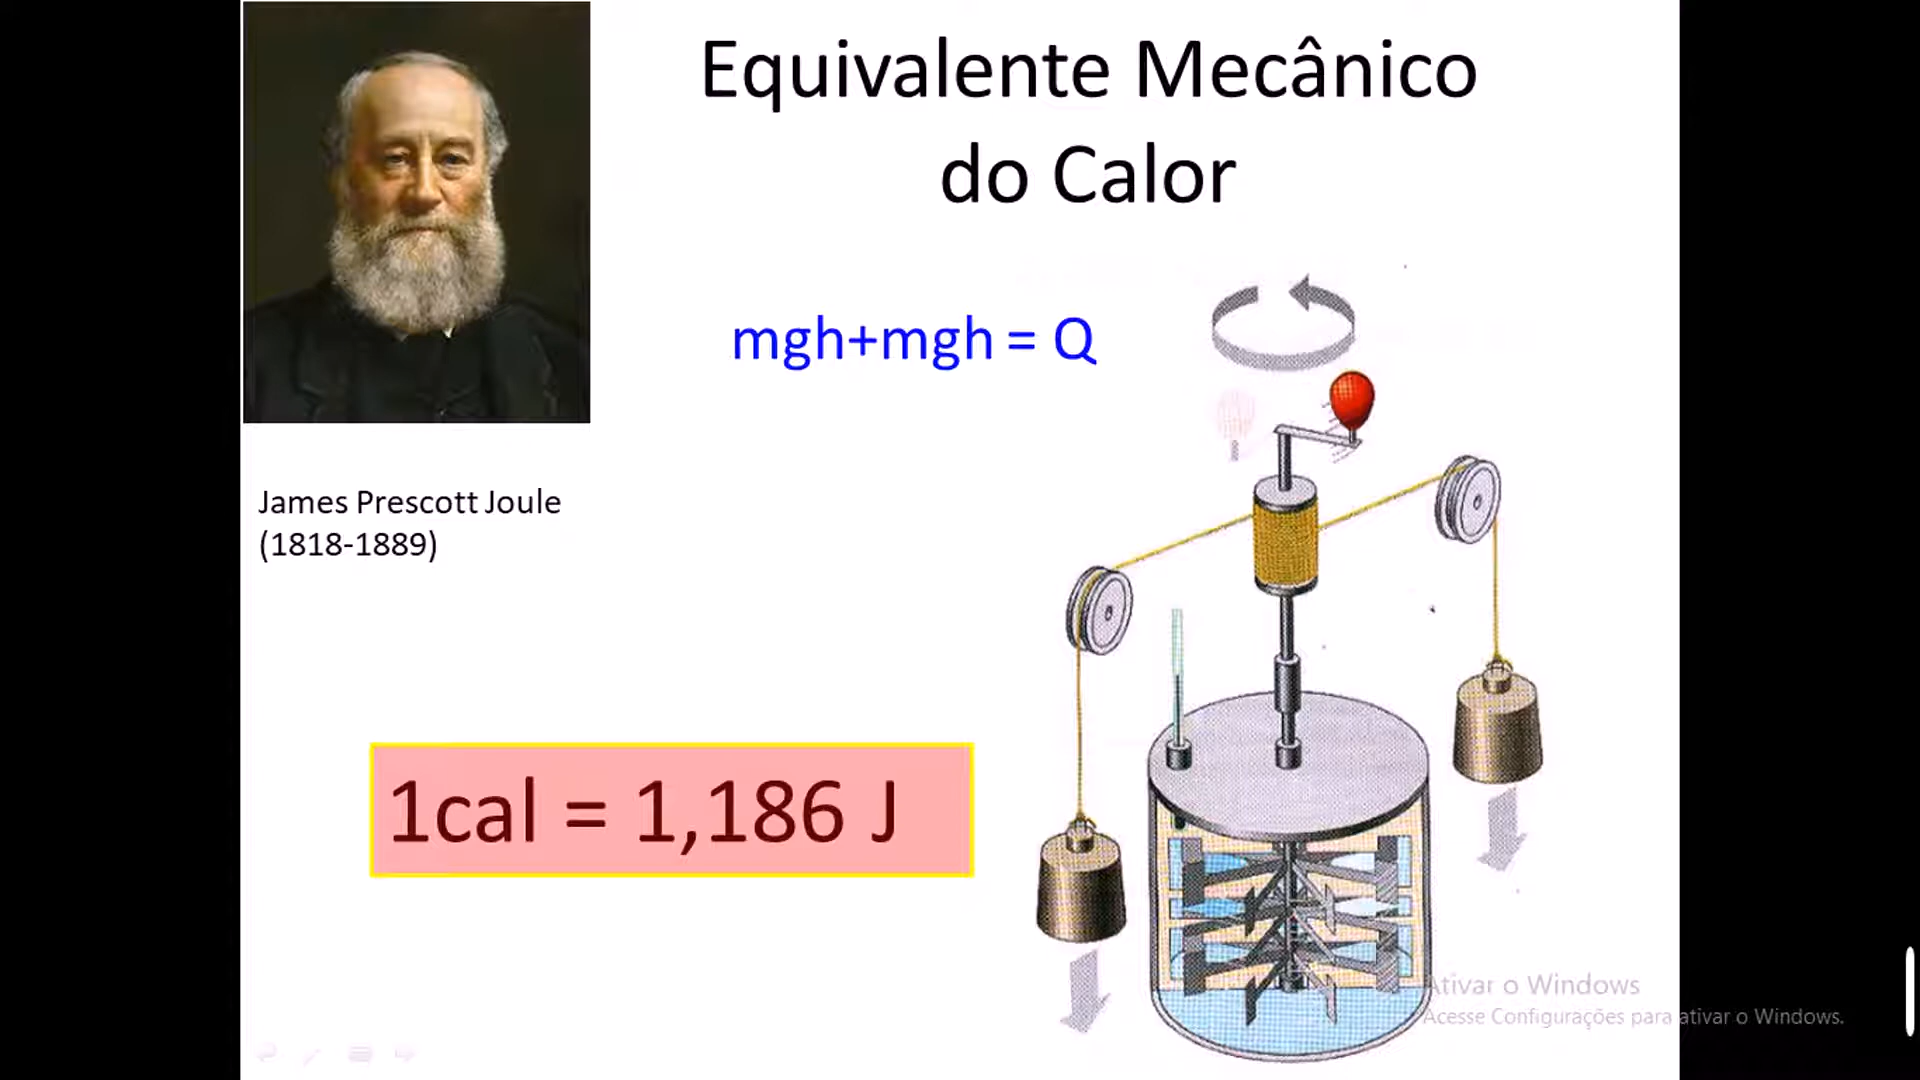 Equivalente Mecânico
do Calor
mgh+mgh = Q
James Prescott Joule
(1818-1889)
1cal = 1,186 J
Ativar o Windows
Acesse Configurações para ativar o Windows.